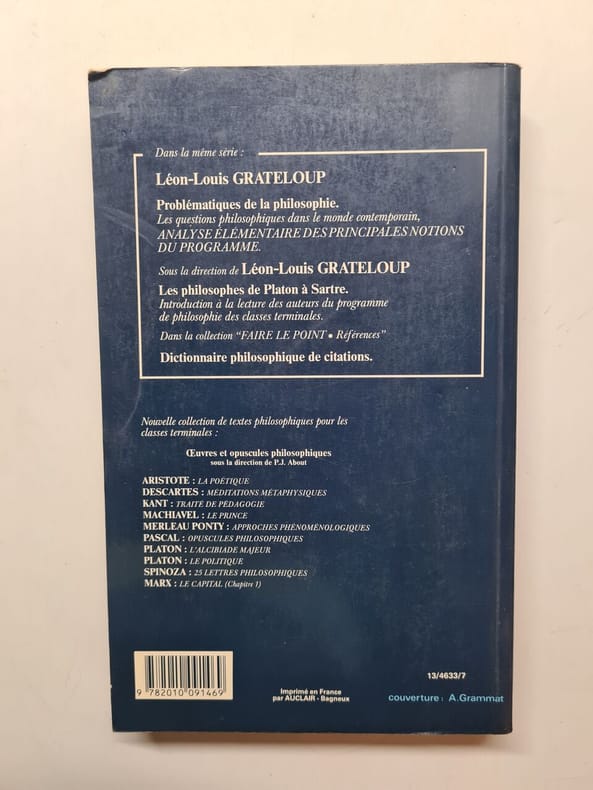 Dans la même série :
Léon-Louis GRATELOUP
Problématiques de la philosophie.
Les questions philosophiques dans le monde contemporain,
ANALYSE ÉLÉMENTAIRE DES PRINCIPALES NOTIONS
DU PROGRAMME.
Sous la direction de Léon-Louis GRATELOUP
Les philosophes de Platon à Sartre.
Introduction à la lecture des auteurs du programme
de philosophie des classes terminales.
Dans la collection "FAIRE LE POINT • Références"
Dictionnaire philosophique de citations.
Nouvelle collection de textes philosophiques pour les
classes terminales :
Œuvres et opuscules philosophiques
sous la direction de P.J. About
ARISTOTE : LA POÉTIQUE
DESCARTES : MÉDITATIONS MÉTAPHYSIQUES
KANT : TRAITÉ DE PÉDAGOGIE
MACHIAVEL : LE PRINCE
MERLEAU PONTY : APPROCHES PHÉNOMÉNOLOGIQUES
PASCAL : OPUSCULES PHILOSOPHIQUES
PLATON : L'ALCIBIADE MAJEUR
PLATON : LE POLITIQUE
SPINOZA : 25 LETTRES PHILOSOPHIQUES
MARX : LE CAPITAL (Chapitre 1)
13/4633/7
9 782010 091469
Imprimé en France
par AUCLAIR - Bagneux
couverture : A.Grammat